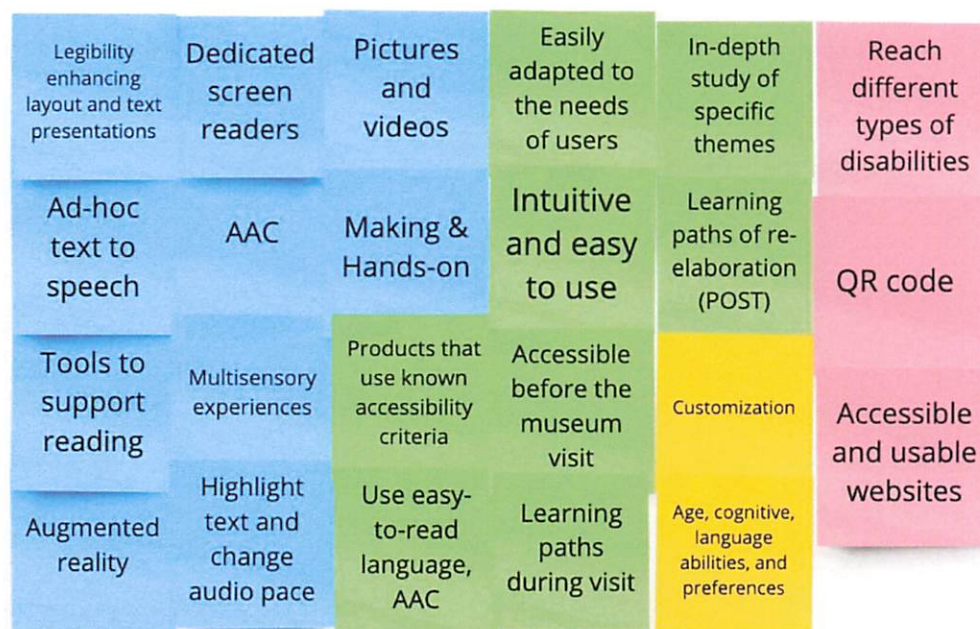 Legibility
enhancing
layout and text
presentations
Dedicated
screen
readers
Pictures
and
videos
Easily
adapted to
the needs
of users
In-depth
study of
specific
themes
Reach
different
types of
disabilities
Ad-hoc
text to
speech
AAC
Making &
Hands-on
Intuitive
and easy
to use
Learning
paths of re-
elaboration
(POST)
QR code
Tools to
support
reading
Multisensory
experiences
Products that
use known
accessibility
criteria
Accessible
before the
museum
visit
Customization
Accessible
and usable
websites
Augmented
reality
Highlight
text and
change
audio pace
Use easy-
to-read
language,
AAC
Learning
paths
during visit
Age, cognitive,
language
abilities, and
preferences